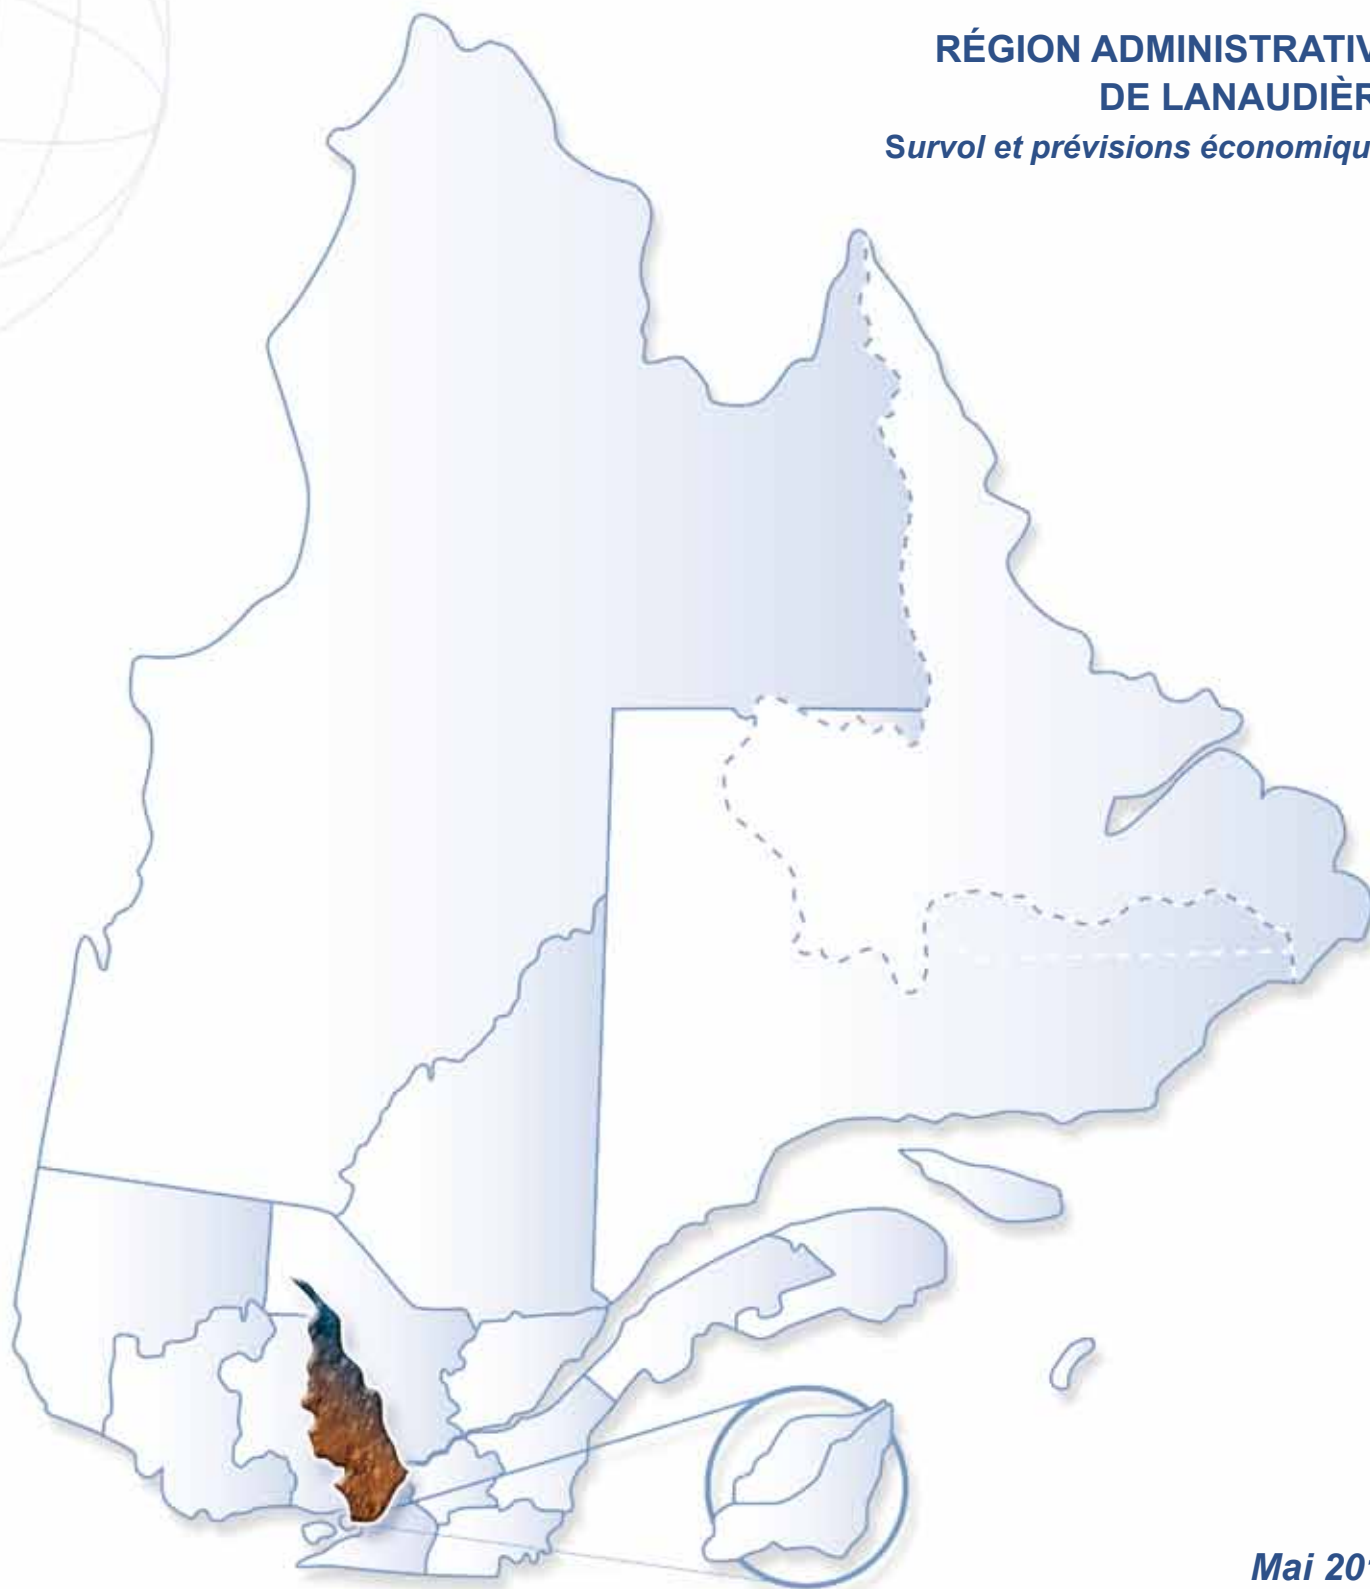 RÉGION ADMINISTRATIV
DE LANAUDIÈR
Survol et prévisions économiqu
Mai 20